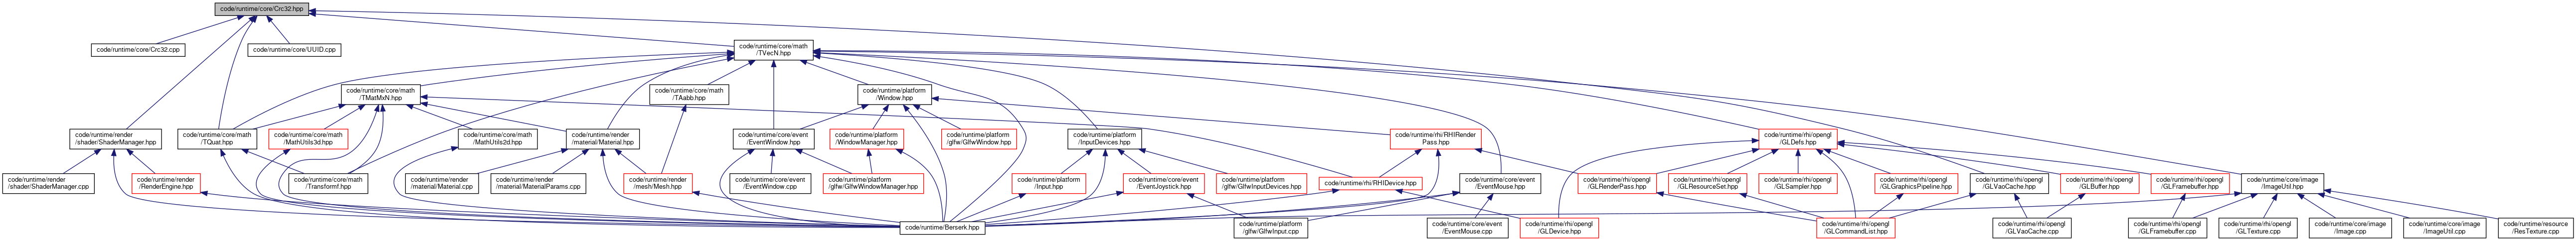 code/runtime/core/Crc32.hpp
code/runtime/core/Crc32.cpp
code/runtime/core/UUID.cpp
code/runtime/core/math
/TVecN.hpp
code/runtime/core/math
/TMatMxN.hpp
code/runtime/core/math
/TAabb.hpp
code/runtime/platform
/Window.hpp
code/runtime/render
/shader/ShaderManager.hpp
code/runtime/core/math
/TQuat.hpp
code/runtime/core/math
/MathUtils3d.hpp
code/runtime/core/math
/MathUtils2d.hpp
code/runtime/render
/material/Material.hpp
code/runtime/core/event
/EventWindow.hpp
code/runtime/platform
/WindowManager.hpp
code/runtime/platform
/glfw/GlfwWindow.hpp
code/runtime/platform
/InputDevices.hpp
code/runtime/rhi/RHIRender
Pass.hpp
code/runtime/rhi/opengl
/GLDefs.hpp
code/runtime/render
/shader/ShaderManager.cpp
code/runtime/render
/RenderEngine.hpp
code/runtime/core/math
/Transformf.hpp
code/runtime/render
/material/Material.cpp
code/runtime/render
/material/MaterialParams.cpp
code/runtime/render
/mesh/Mesh.hpp
code/runtime/core/event
/EventWindow.cpp
code/runtime/platform
/glfw/GlfwWindowManager.hpp
code/runtime/platform
/Input.hpp
code/runtime/core/event
/EventJoystick.hpp
code/runtime/platform
/glfw/GlfwInputDevices.hpp
code/runtime/rhi/RHIDevice.hpp
code/runtime/core/event
/EventMouse.hpp
code/runtime/rhi/opengl
/GLRenderPass.hpp
code/runtime/rhi/opengl
/GLResourceSet.hpp
code/runtime/rhi/opengl
/GLSampler.hpp
code/runtime/rhi/opengl
/GLGraphicsPipeline.hpp
code/runtime/rhi/opengl
/GLVaoCache.hpp
code/runtime/rhi/opengl
/GLBuffer.hpp
code/runtime/rhi/opengl
/GLFramebuffer.hpp
code/runtime/core/image
/ImageUtil.hpp
code/runtime/Berserk.hpp
code/runtime/platform
/glfw/GlfwInput.cpp
code/runtime/core/event
/EventMouse.cpp
code/runtime/rhi/opengl
/GLDevice.hpp
code/runtime/rhi/opengl
/GLCommandList.hpp
code/runtime/rhi/opengl
/GLVaoCache.cpp
code/runtime/rhi/opengl
/GLFramebuffer.cpp
code/runtime/rhi/opengl
/GLTexture.cpp
code/runtime/core/image
/Image.cpp
code/runtime/core/image
/ImageUtil.cpp
code/runtime/resource
/ResTexture.cpp